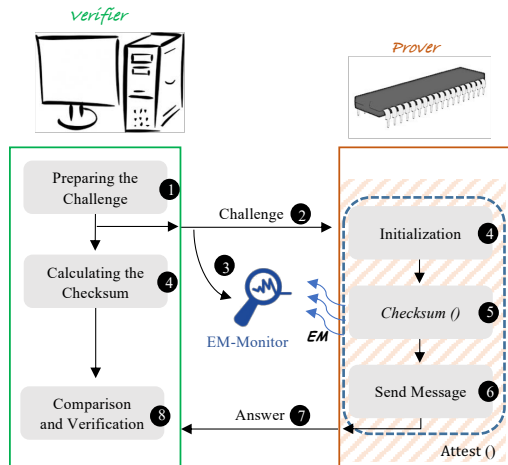 Verifier
Prover
Preparing the
Challenge
1
Challenge 2
Initialization 4
3
Calculating the
Checksum
4
Checksum () 5
EM
EM-Monitor
Send Message 6
Comparison
and Verification
8
Answer 7
Attest ()